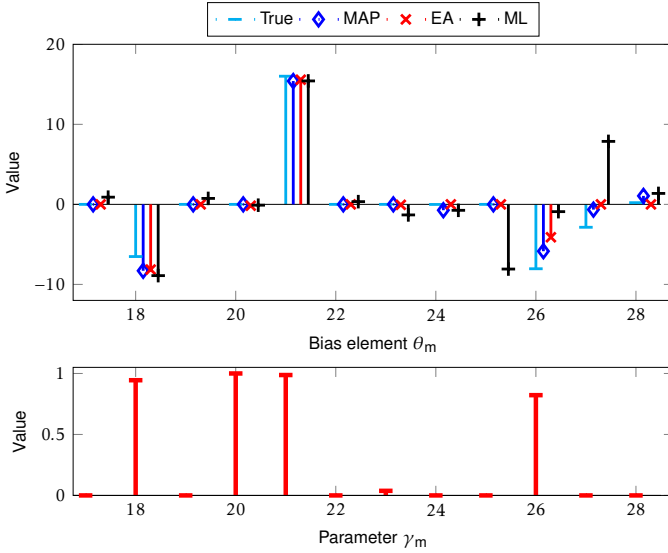 True MAP EA ML
20
10
0
−10
Value
18 20 22 24 26 28
Bias element θm
1
0.5
0
Value
18 20 22 24 26 28
Parameter γm